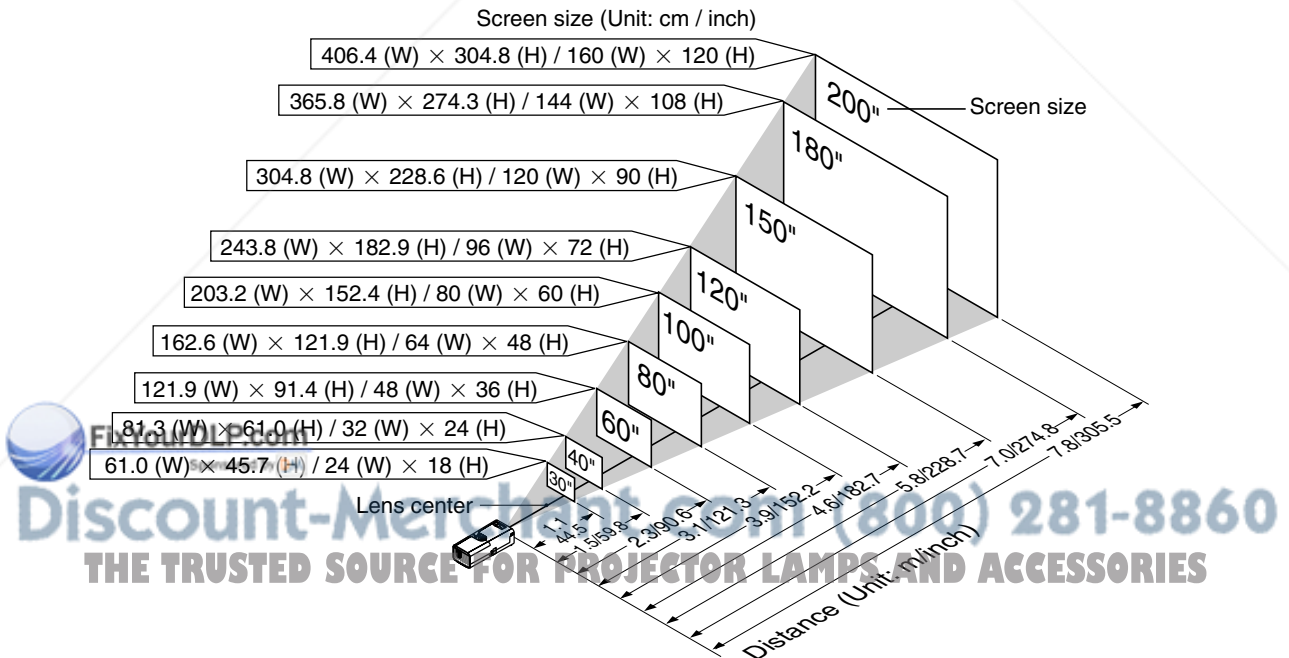 Screen size (Unit: cm / inch)
406.4 (W) × 304.8 (H) / 160 (W) × 120 (H)
200"
Screen size
365.8 (W) × 274.3 (H) / 144 (W) × 108 (H)
180"
304.8 (W) × 228.6 (H) / 120 (W) × 90 (H)
150"
243.8 (W) × 182.9 (H) / 96 (W) × 72 (H)
120"
203.2 (W) × 152.4 (H) / 80 (W) × 60 (H)
100"
162.6 (W) × 121.9 (H) / 64 (W) × 48 (H)
80"
121.9 (W) × 91.4 (H) / 48 (W) × 36 (H)
60"
81.3 (W) × 61.0 (H) / 32 (W) × 24 (H)
40"
FixYourDLP.com
61.0 (W) × 45.7 (H) / 24 (W) × 18 (H)
30"
Lens center
1.1
44.5
1.5/59.8
2.3/90.6
3.1/121.3
3.9/152.2
4.6/182.7
5.8/228.7
7.0/274.8
7.8/305.5
Distance (Unit: m/inch)
Discount-Merchant.com (800) 281-8860
THE TRUSTED SOURCE FOR PROJECTOR LAMPS AND ACCESSORIES